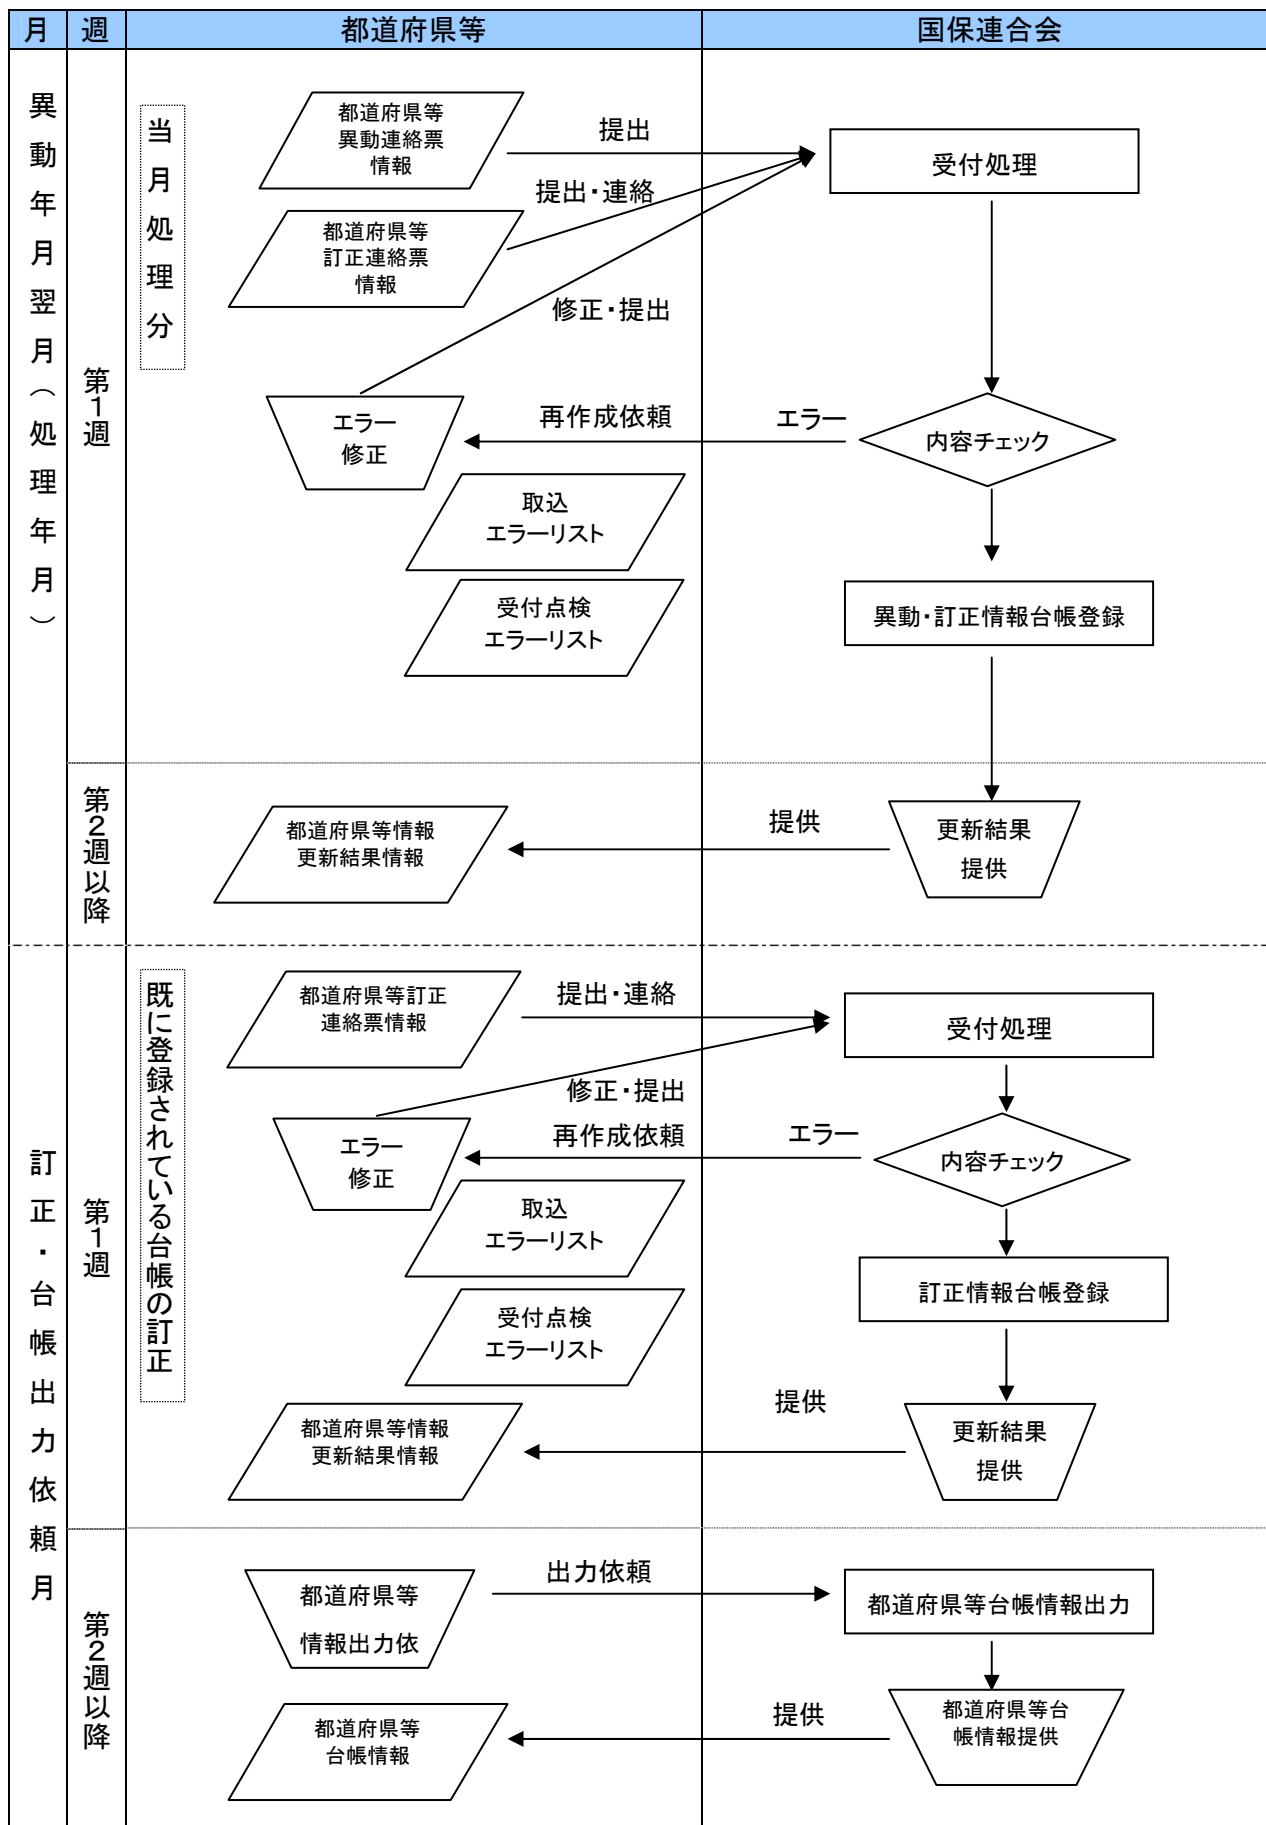 月
週
都道府県等
国保連合会
異動年月翌月（処理年月）
第1週
当月処理分
都道府県等
異動連絡票
情報
提出
受付処理
提出・連絡
都道府県等
訂正連絡票
情報
修正・提出
エラー
修正
再作成依頼
エラー
内容チェック
取込
エラーリスト
受付点検
エラーリスト
異動・訂正情報台帳登録
第2週以降
都道府県等情報
更新結果情報
提供
更新結果
提供
訂正・台帳出力依頼月
第1週
既に登録されている台帳の訂正
都道府県等訂正
連絡票情報
提出・連絡
受付処理
修正・提出
エラー
修正
再作成依頼
エラー
内容チェック
取込
エラーリスト
訂正情報台帳登録
受付点検
エラーリスト
都道府県等情報
更新結果情報
提供
更新結果
提供
第2週以降
都道府県等
情報出力依
出力依頼
都道府県等台帳情報出力
都道府県等
台帳情報
提供
都道府県等台
帳情報提供